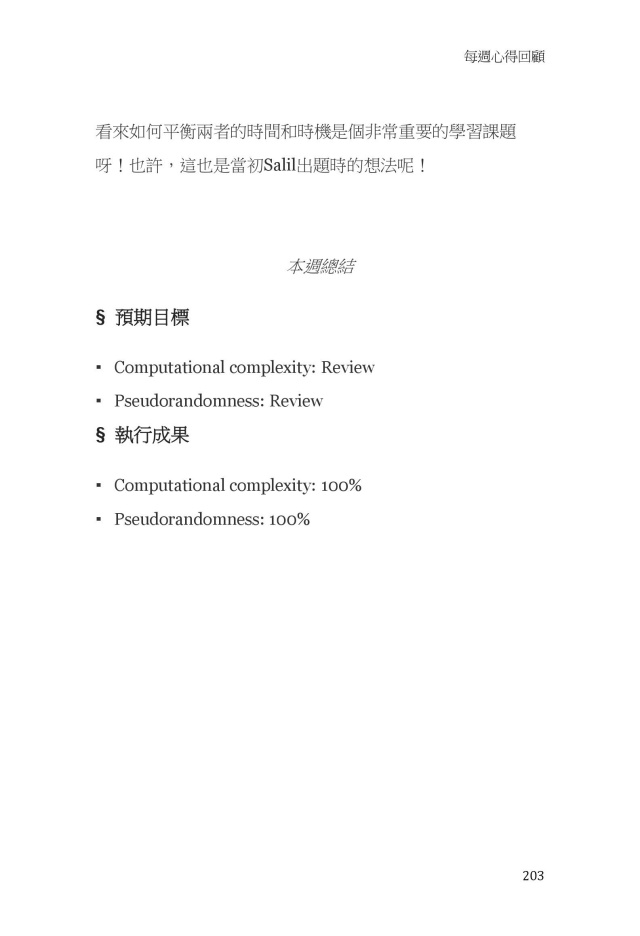 每週心得回顧
看來如何平衡兩者的時間和時機是個非常重要的學習課題
呀！也許，這也是當初Salil出題時的想法呢！
本週總結
§ 預期目標
▪ Computational complexity: Review
▪ Pseudorandomness: Review
§ 執行成果
▪ Computational complexity: 100%
▪ Pseudorandomness: 100%
203